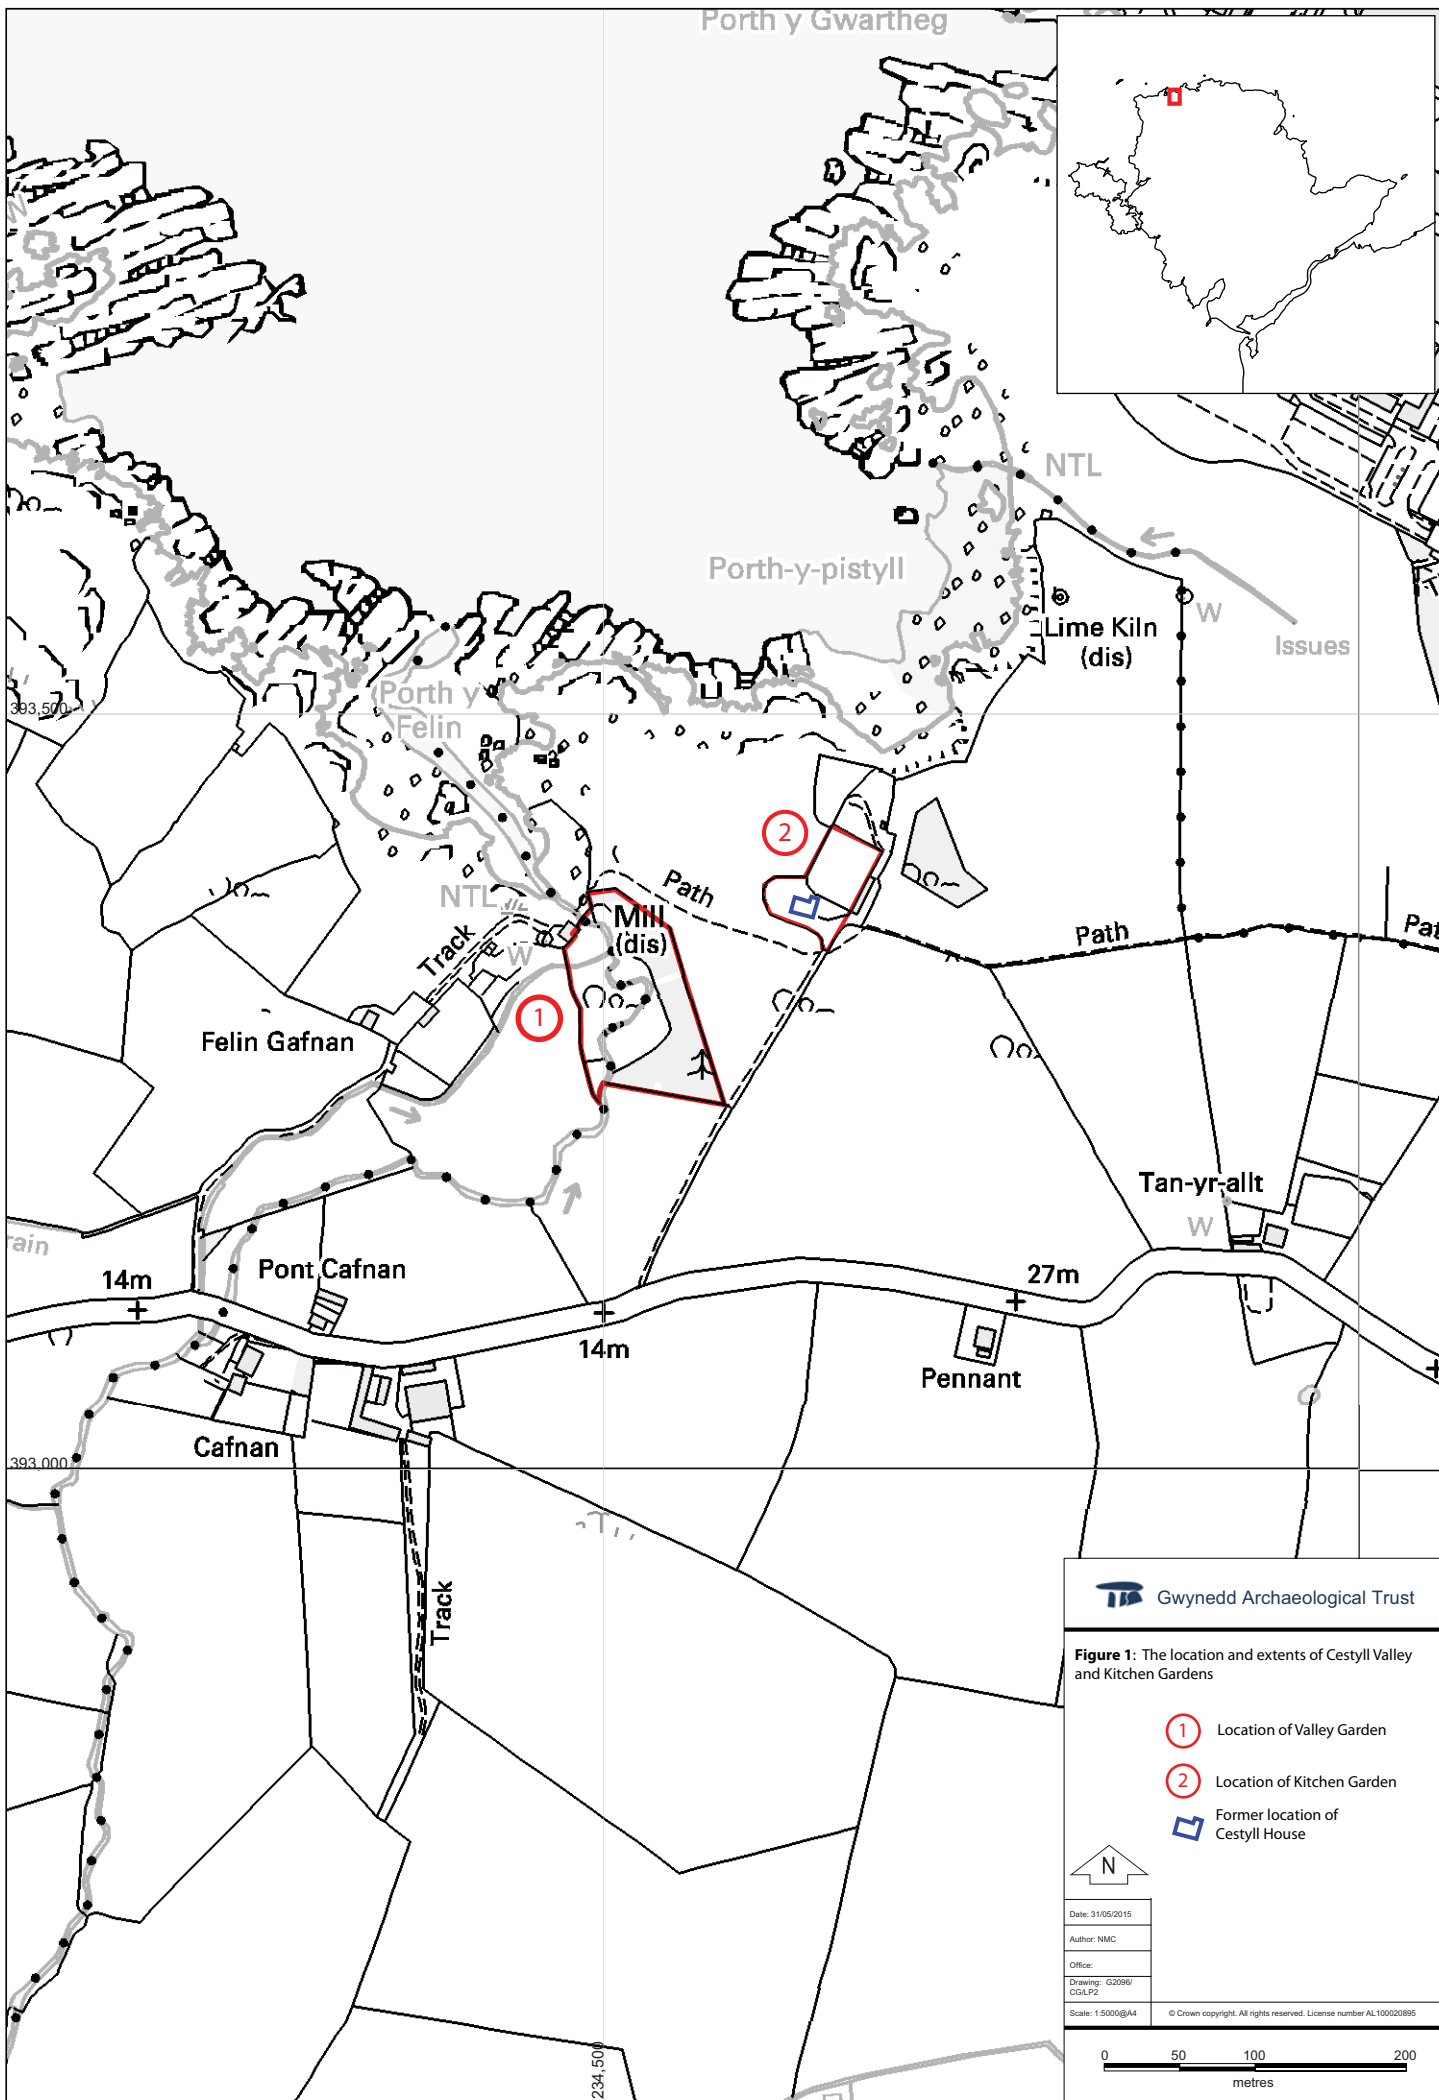 Porth y Gwartheg
NTL
Porth-y-pistyll
Lime Kiln
(dis)
W
Issues
Porth y
Felin
393,500
2
Path
NTL
Mill
(dis)
Track
W
Path
1
Felin Gafnan
Tan-yr-allt
W
Pont Cafnan
14m
27m
14m
Pennant
Cafnan
393,000
Track
234,500
Gwynedd Archaeological Trust
Figure 1: The location and extents of Cestyll Valley
and Kitchen Gardens
1 Location of Valley Garden
2 Location of Kitchen Garden
Former location of
Cestyll House
N
Date: 31/05/2015
Author: NMC
Office:
Drawing: G2096/
CG/LP2
Scale: 1:5000@A4
© Crown copyright. All rights reserved. License number AL100020895
0 50 100 200
metres